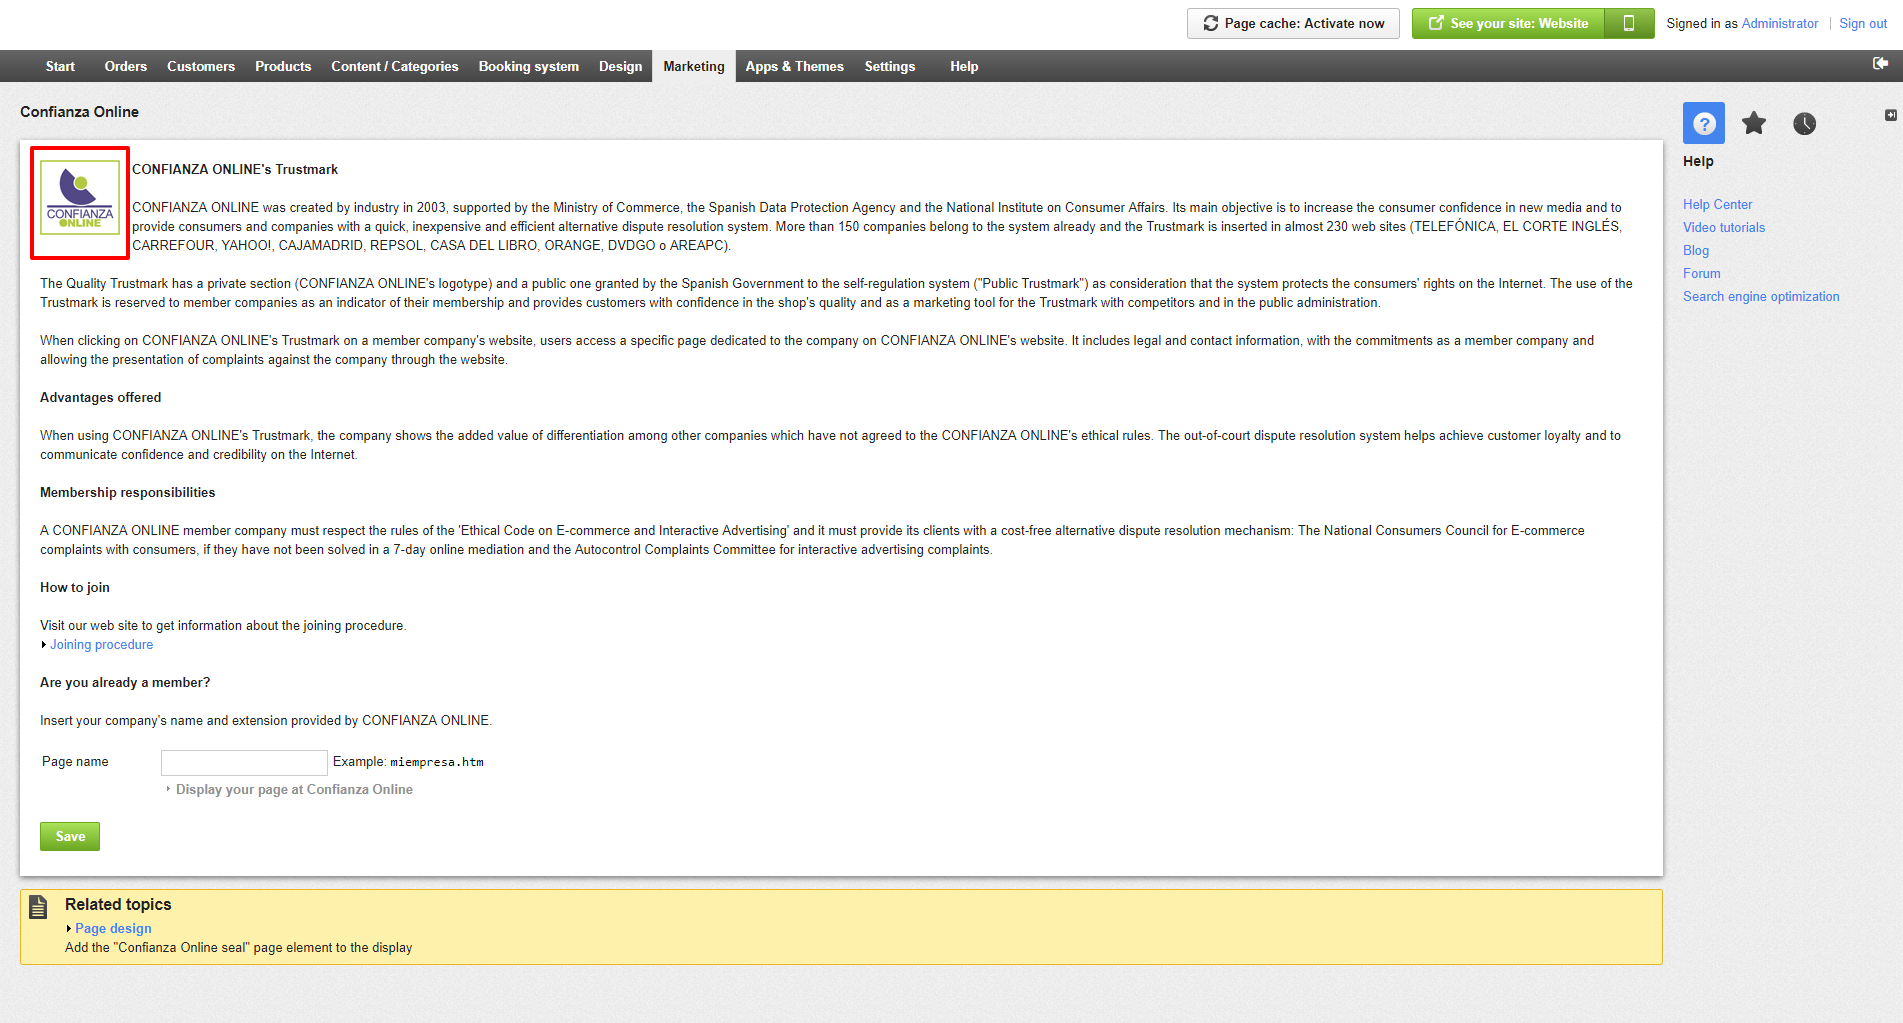 Page cache: Activate now
See your site: Website
Signed in as Administrator
Sign out
Start
Orders
Customers
Products
Content / Categories
Booking system
Design
Marketing
Apps & Themes
Settings
Help
Confianza Online
CONFIANZA
ONLINE
CONFIANZA ONLINE's Trustmark
CONFIANZA ONLINE was created by industry in 2003, supported by the Ministry of Commerce, the Spanish Data Protection Agency and the National Institute on Consumer Affairs. Its main objective is to increase the consumer confidence in new media and to
provide consumers and companies with a quick, inexpensive and efficient alternative dispute resolution system. More than 150 companies belong to the system already and the Trustmark is inserted in almost 230 web sites (TELEFÓNICA, EL CORTE INGLÉS,
CARREFOUR, YAHOO!, CAJAMADRID, REPSOL, CASA DEL LIBRO, ORANGE, DVDGO o AREAPC).
The Quality Trustmark has a private section (CONFIANZA ONLINE's logotype) and a public one granted by the Spanish Government to the self-regulation system ("Public Trustmark") as consideration that the system protects the consumers' rights on the Internet. The use of the
Trustmark is reserved to member companies as an indicator of their membership and provides customers with confidence in the shop's quality and as a marketing tool for the Trustmark with competitors and in the public administration.
When clicking on CONFIANZA ONLINE's Trustmark on a member company's website, users access a specific page dedicated to the company on CONFIANZA ONLINE's website. It includes legal and contact information, with the commitments as a member company and
allowing the presentation of complaints against the company through the website.
Advantages offered
When using CONFIANZA ONLINE's Trustmark, the company shows the added value of differentiation among other companies which have not agreed to the CONFIANZA ONLINE's ethical rules. The out-of-court dispute resolution system helps achieve customer loyalty and to
communicate confidence and credibility on the Internet.
Membership responsibilities
A CONFIANZA ONLINE member company must respect the rules of the 'Ethical Code on E-commerce and Interactive Advertising' and it must provide its clients with a cost-free alternative dispute resolution mechanism: The National Consumers Council for E-commerce
complaints with consumers, if they have not been solved in a 7-day online mediation and the Autocontrol Complaints Committee for interactive advertising complaints.
How to join
Visit our web site to get information about the joining procedure.
Joining procedure
Are you already a member?
Insert your company's name and extension provided by CONFIANZA ONLINE.
Page name
Example: miempresa.htm
Display your page at Confianza Online
Save
Related topics
Page design
Add the "Confianza Online seal" page element to the display
Help
Help Center
Video tutorials
Blog
Forum
Search engine optimization